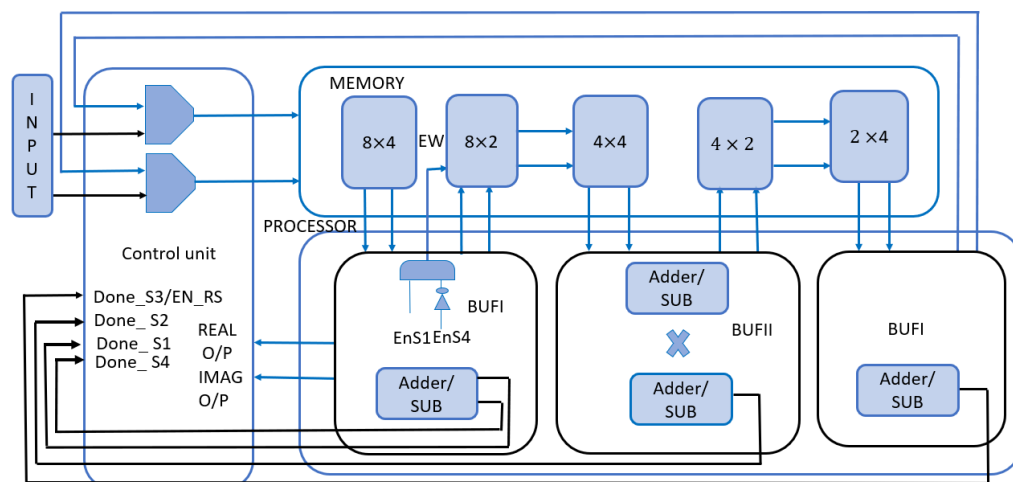 I
N
P
U
T
MEMORY
8×4
EW
8×2
4×4
4 × 2
2 ×4
PROCESSOR
Control unit
Done_S3/EN_RS
Done_ S2
Done_ S1
Done_ S4
REAL
O/P
IMAG
O/P
BUFI
EnS1EnS4
Adder/
SUB
Adder/
SUB
BUFII
Adder/
SUB
BUFI
Adder/
SUB